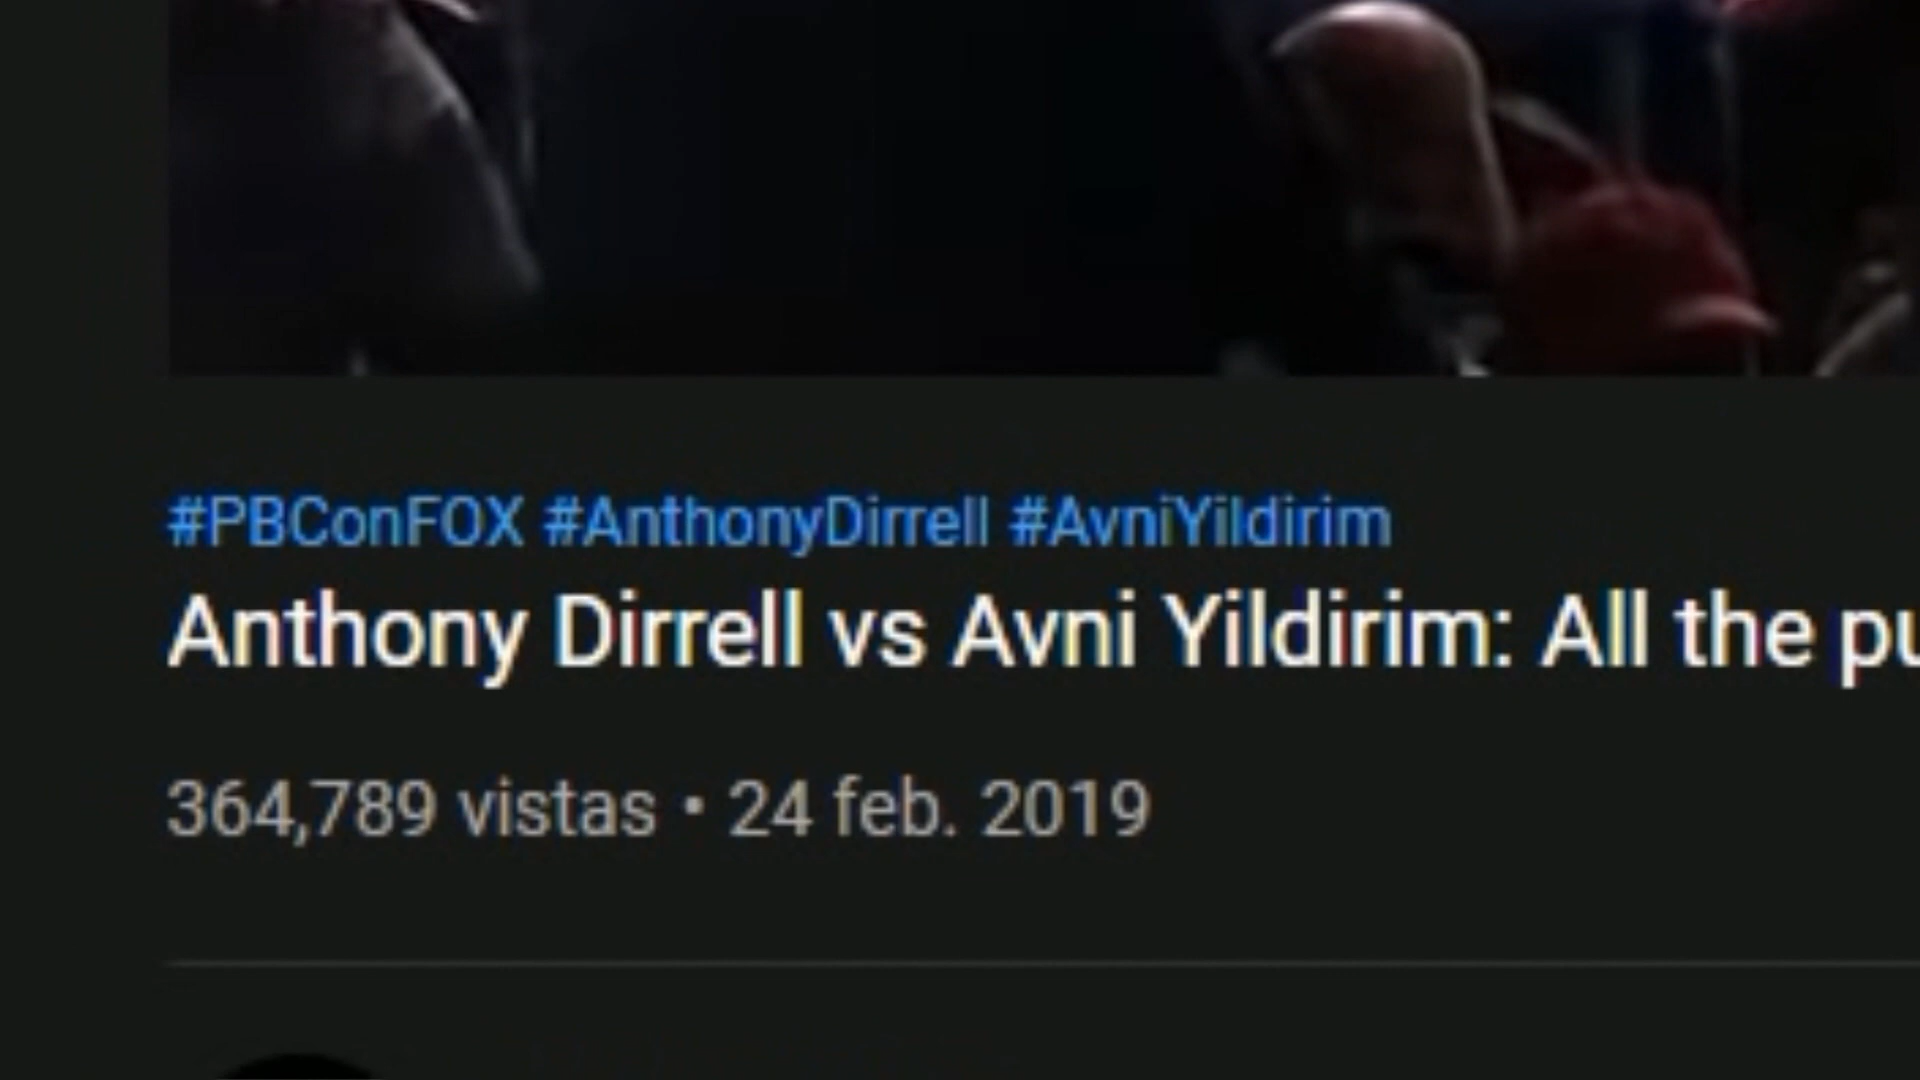 #PBConFOX #AnthonyDirrell #AvniYildirim
Anthony Dirrell vs Avni Yildirim: All the pu
364,789 vistas • 24 feb. 2019